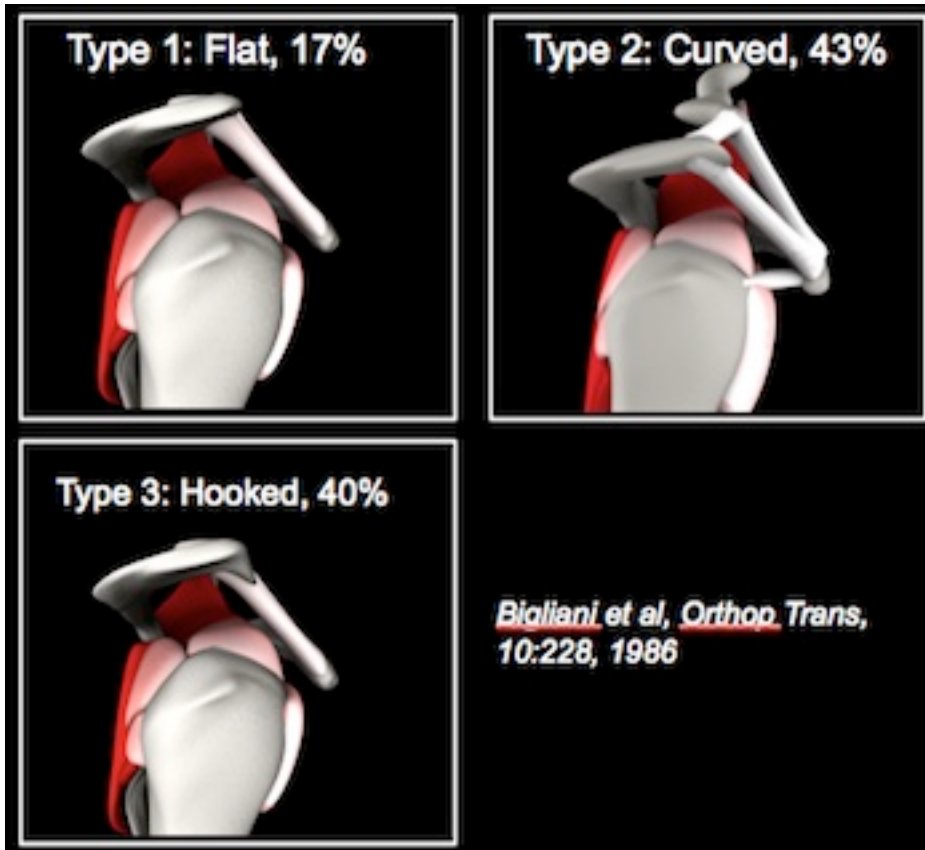 Type 1: Flat, 17%
Type 2: Curved, 43%
Type 3: Hooked, 40%
Bigliani et al, Orthop Trans,
10:228, 1986